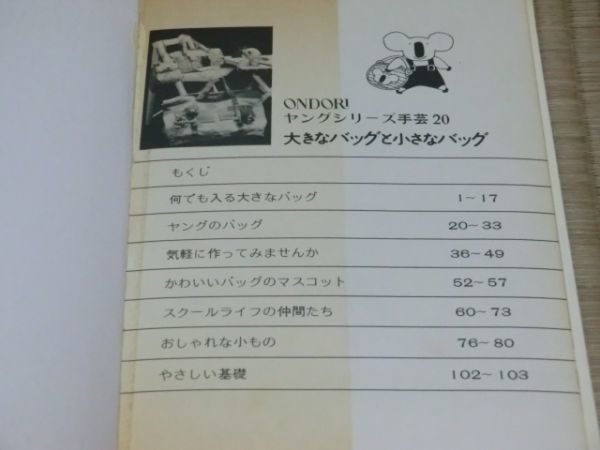 ONDORI
ヤングシリーズ手芸20
大きなバッグと小さなバッグ
もくじ
何でも入る大きなバッグ 1~17
ヤングのバッグ 20~33
気軽に作ってみませんか 36~49
かわいいバッグのマスコット 52~57
スクールライフの仲間たち 60~73
おしゃれな小もの 76~80
やさしい基礎 102~103